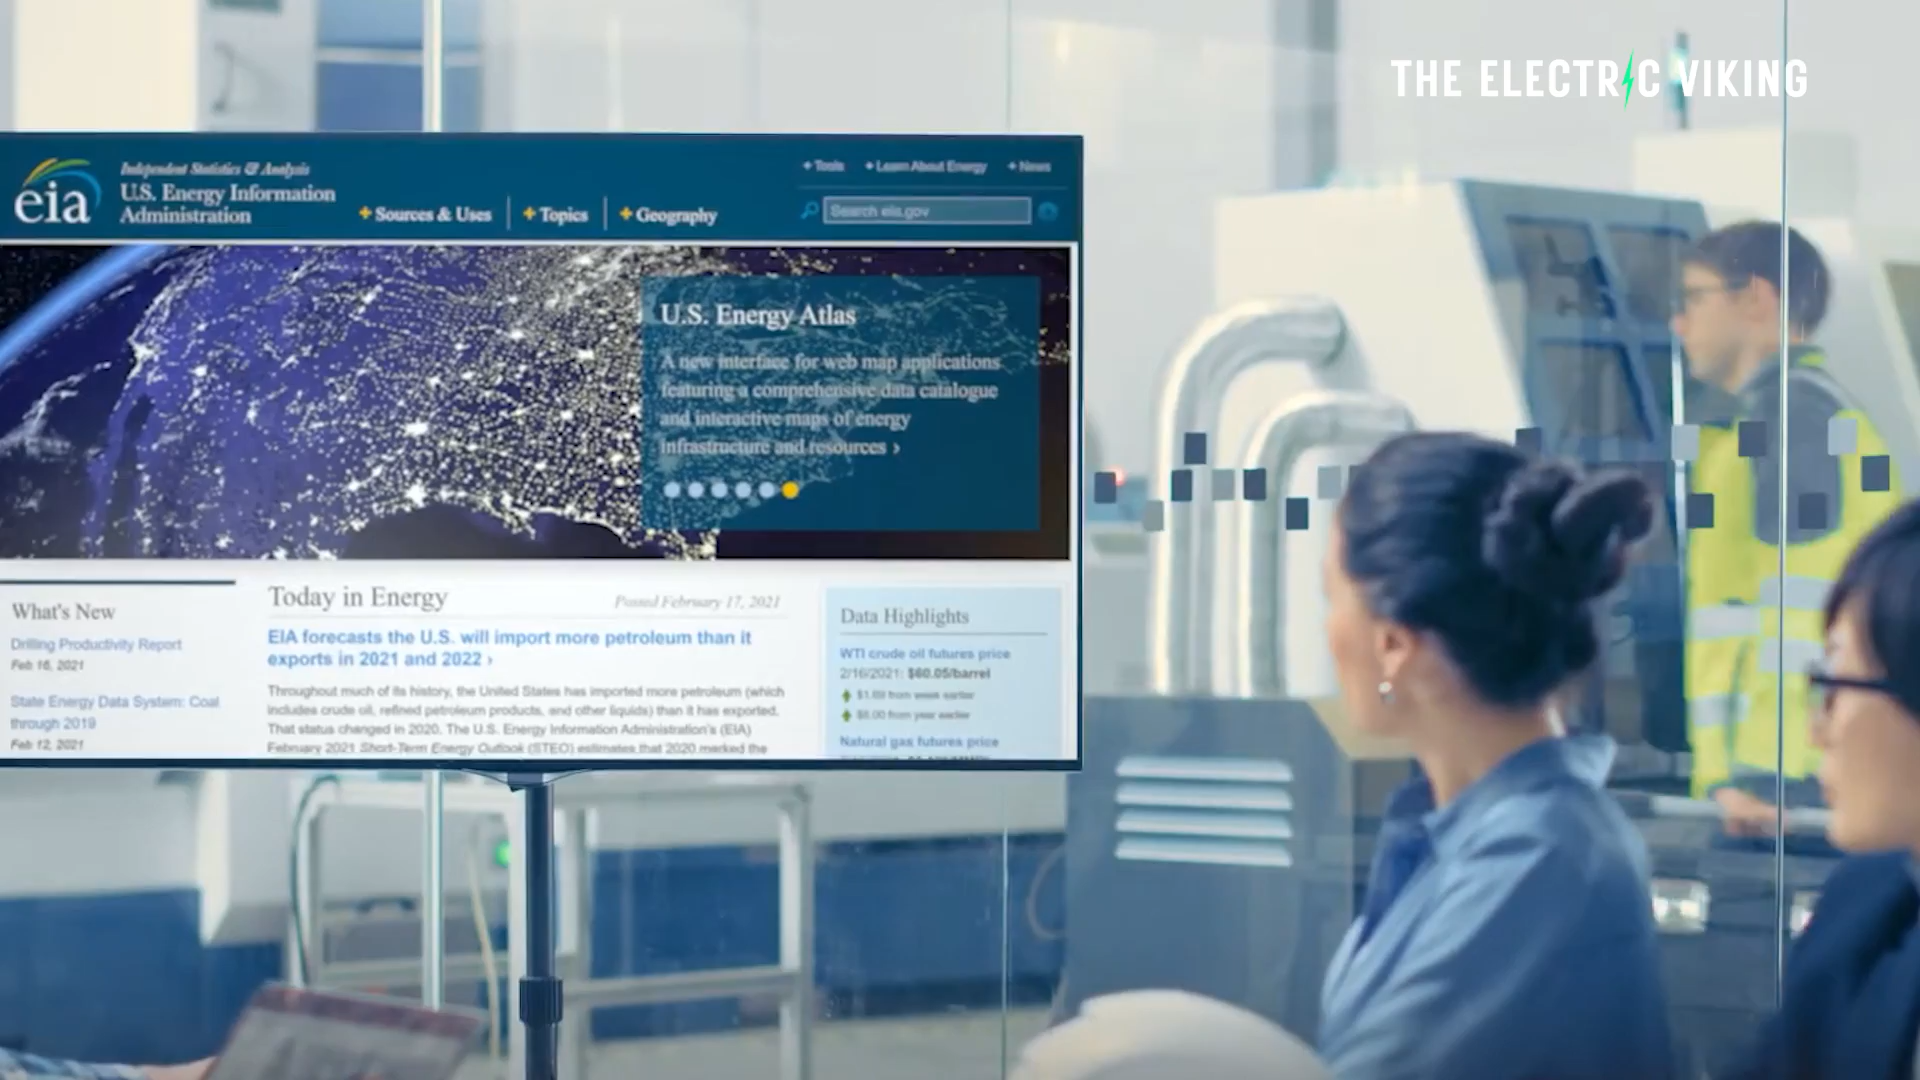 THE ELECTRIC VIKING
eia
Independent Statistics & Analysis
U.S. Energy Information
Administration
+ Sources & Uses
+ Topics
+ Geography
+ Tools
+ Learn About Energy
+ News
Search eia.gov
U.S. Energy Atlas
A new interface for web map applications
featuring a comprehensive data catalogue
and interactive maps of energy
infrastructure and resources ›
What's New
Drilling Productivity Report
Feb 16, 2021
State Energy Data System: Coal
through 2019
Feb 12, 2021
Today in Energy
Posted February 17, 2021
EIA forecasts the U.S. will import more petroleum than it
exports in 2021 and 2022 ›
Throughout much of its history, the United States has imported more petroleum (which
includes crude oil, refined petroleum products, and other liquids) than it has exported.
That status changed in 2020. The U.S. Energy Information Administration's (EIA)
February 2021 Short-Term Energy Outlook (STEO) estimates that 2020 marked the
Data Highlights
WTI crude oil futures price
2/16/2021: $60.05/barrel
from week earlier
from year earlier
Natural gas futures price